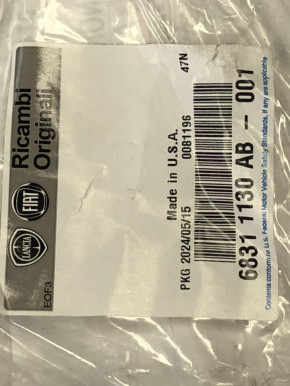 Ricambi
Originali
FIAT
LANCIA
EOF3
47N
Made in U.S.A.
0081196
PKG 2024/05/15
6831 1130 AB -- 001
Contents conform to U.S. Federal Motor Vehicle Safety Standards, if any are applicable